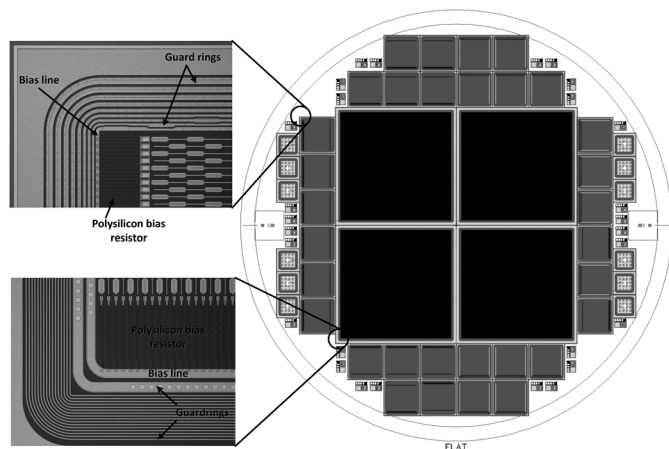 Guard rings
Bias line
Polysilicon bias
resistor
Polysilicon bias
resistor
Bias line
Guardrings
FLAT